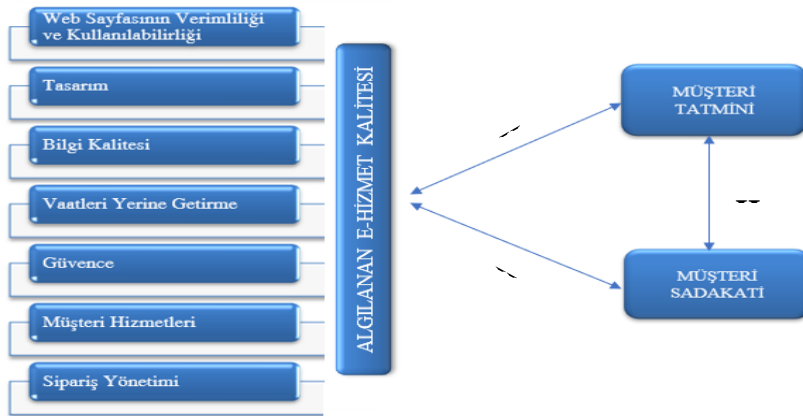 Web Sayfasının Verimliliği
ve Kullanılabilirliği
Tasarım
Bilgi Kalitesi
Vaatleri Yerine Getirme
Güvence
Müşteri Hizmetleri
Sipariş Yönetimi
ALGILANAN E-HİZMET KALİTESİ
MÜŞTERİ
TATMİNİ
MÜŞTERİ
SADAKATİ